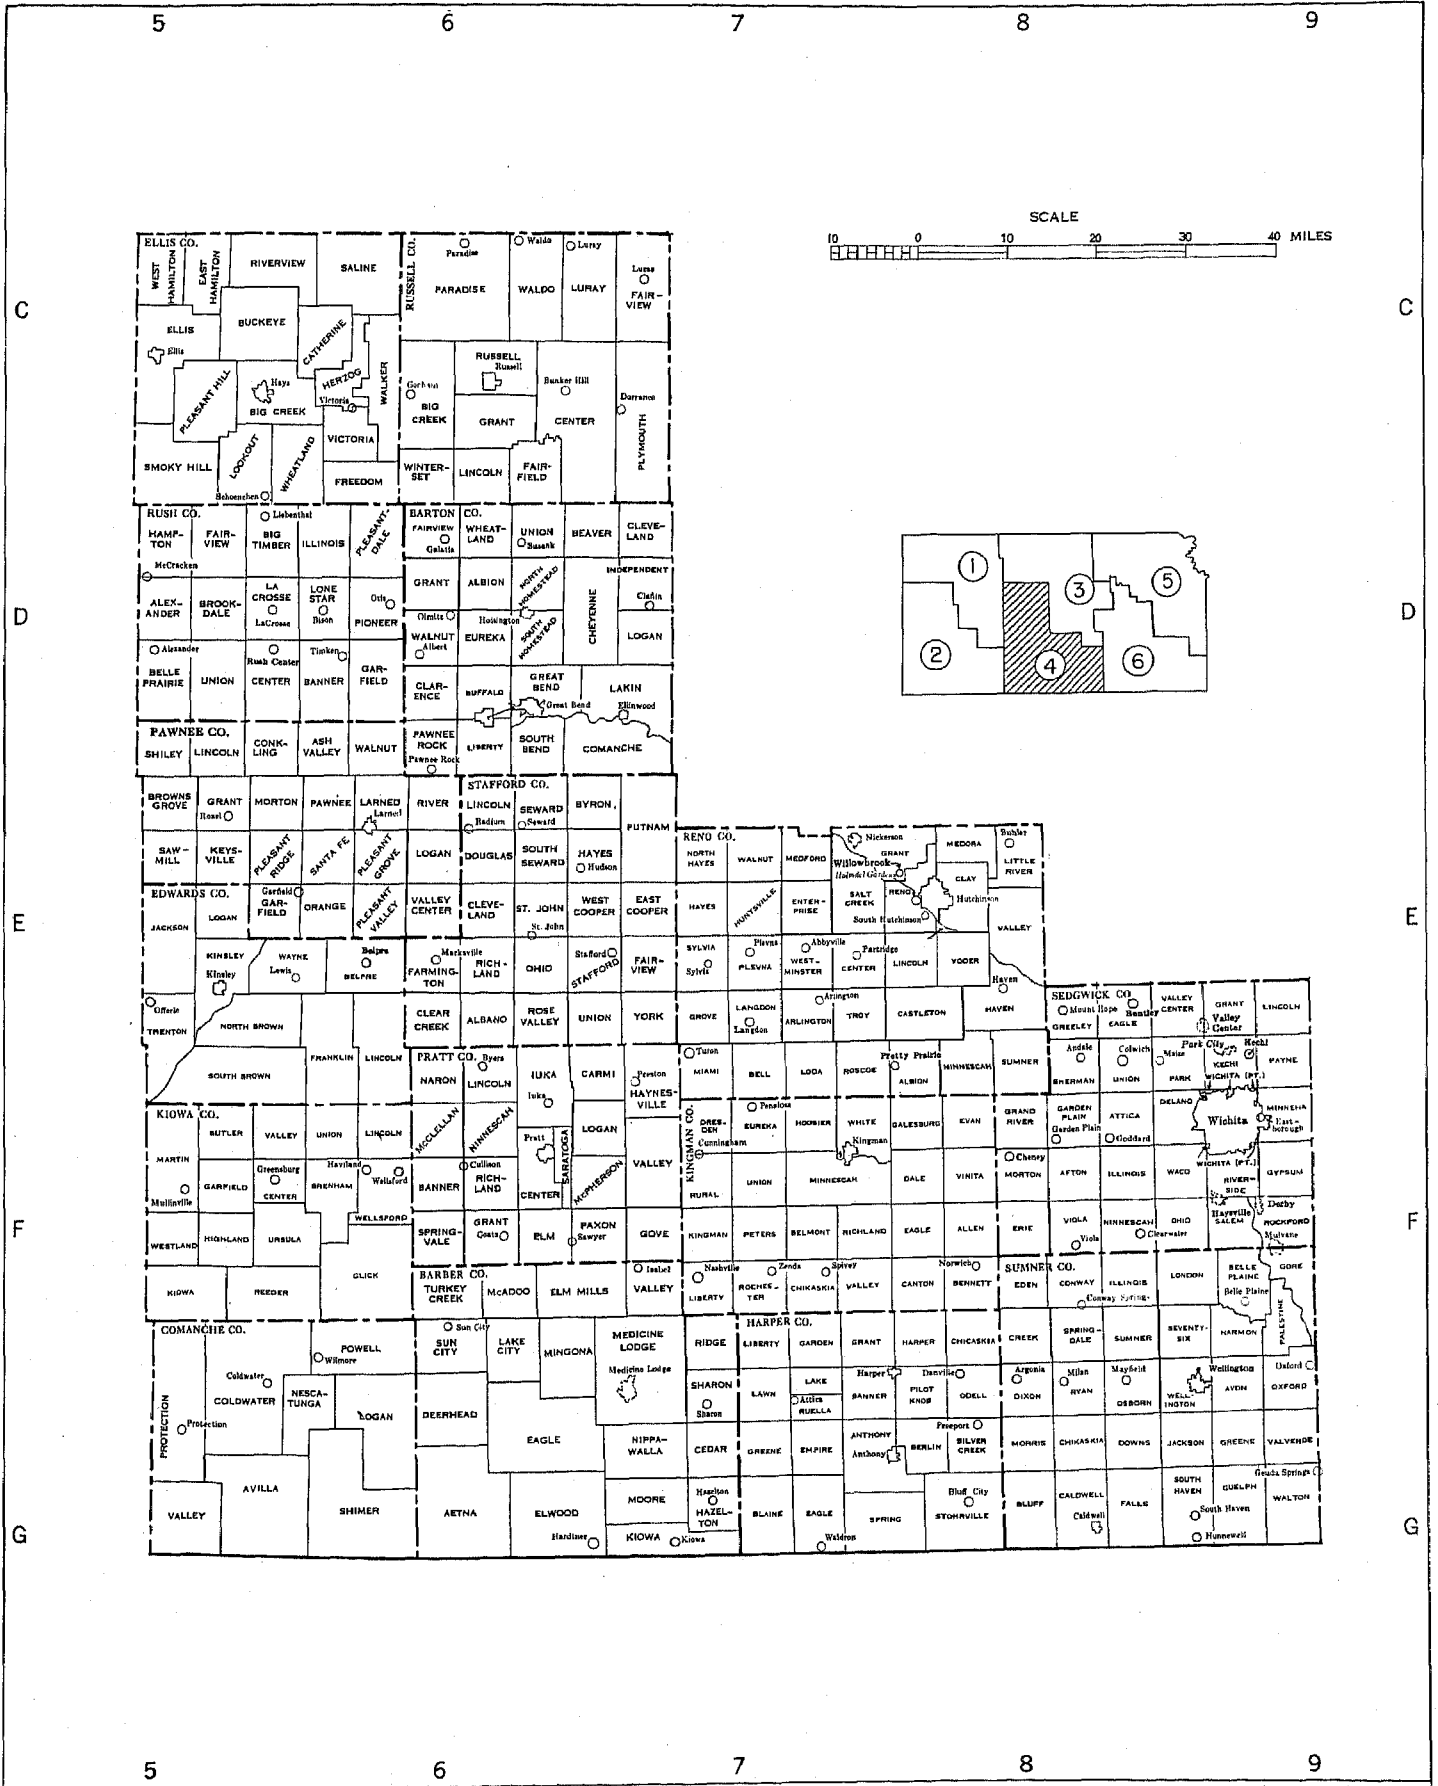 5 6 7 8 9
SCALE
10 0 10 20 30 40 MILES
C
C
ELLIS CO.
WEST HAMILTON
EAST HAMILTON
RIVERVIEW
SALINE
ELLIS
Ellis
BUCKEYE
CATHERINE
HERZOG
WALKER
PLEASANT HILL
Hays
BIG CREEK
Victoria
VICTORIA
SMOKY HILL
LOOKOUT
WHEATLAND
FREEDOM
Schoenchen
RUSSELL CO.
Paradise
PARADISE
Waldo
WALDO
Luray
LURAY
Lucas
FAIR-
VIEW
RUSSELL
Russell
Gorham
BIG
CREEK
GRANT
Bunker Hill
CENTER
Dorrance
PLYMOUTH
WINTER-
SET
LINCOLN
FAIR-
FIELD
1
2
3
4
5
6
D
D
RUSH CO.
HAMP-
TON
FAIR-
VIEW
Liebenthal
BIG
TIMBER
ILLINOIS
PLEASANT-
DALE
McCracken
ALEX-
ANDER
BROOK-
DALE
LA
CROSSE
LaCrosse
LONE
STAR
Bison
Otis
PIONEER
Alexander
BELLE
PRAIRIE
UNION
Rush Center
CENTER
Timken
BANNER
GAR-
FIELD
BARTON CO.
FAIRVIEW
Galatia
WHEAT-
LAND
UNION
Susank
BEAVER
CLEVE-
LAND
GRANT
ALBION
NORTH
HOMESTEAD
INDEPENDENT
Claflin
Olmitz
WALNUT
Albert
EUREKA
Hoisington
SOUTH
HOMESTEAD
CHEYENNE
LOGAN
CLAR-
ENCE
BUFFALO
GREAT
BEND
Great Bend
LAKIN
Ellinwood
PAWNEE
ROCK
Pawnee Rock
LIBERTY
SOUTH
BEND
COMANCHE
PAWNEE CO.
SHILEY
LINCOLN
CONK-
LING
ASH
VALLEY
WALNUT
BROWNS
GROVE
GRANT
Rozel
MORTON
PAWNEE
LARNED
Larned
RIVER
SAW-
MILL
KEYS-
VILLE
PLEASANT
RIDGE
SANTA FE
PLEASANT
GROVE
LOGAN
Garfield
GAR-
FIELD
ORANGE
PLEASANT
VALLEY
VALLEY
CENTER
STAFFORD CO.
LINCOLN
Radium
SEWARD
Seward
BYRON
PUTNAM
DOUGLAS
SOUTH
SEWARD
HAYES
Hudson
CLEVE-
LAND
ST. JOHN
St. John
WEST
COOPER
EAST
COOPER
Macksville
FARMING-
TON
RICH-
LAND
OHIO
Stafford
STAFFORD
FAIR-
VIEW
CLEAR
CREEK
ALBANO
ROSE
VALLEY
UNION
YORK
E
E
EDWARDS CO.
JACKSON
LOGAN
KINSLEY
Kinsley
WAYNE
Lewis
Belpre
BELPRE
Offerle
TRENTON
NORTH BROWN
SOUTH BROWN
FRANKLIN
LINCOLN
RENO CO.
NORTH
HAYES
WALNUT
MEDFORD
Nickerson
GRANT
Willowbrook
MEDORA
Buhler
LITTLE
RIVER
HAYES
HUNTSVILLE
ENTER-
PRISE
SALT
CREEK
RENO
CLAY
Hutchinson
South Hutchinson
VALLEY
SYLVIA
Sylvia
Plevna
PLEVNA
Abbyville
WEST-
MINSTER
Partridge
CENTER
LINCOLN
YODER
Haven
HAVEN
GROVE
LANGDON
Langdon
Arlington
ARLINGTON
TROY
CASTLETON
Turon
MIAMI
BELL
LODA
ROSCOE
Pretty Prairie
ALBION
NINNESCAH
SUMNER
SEDGWICK CO.
Mount Hope
GREELEY
Bentley
EAGLE
VALLEY
CENTER
Valley
Center
GRANT
LINCOLN
Andale
SHERMAN
Colwich
UNION
Maize
PARK
Park City
Kechi
KECHI
WICHITA (PT.)
PAYNE
GRAND
RIVER
GARDEN
PLAIN
Garden Plain
ATTICA
Goddard
DELANO
Wichita
MINNEHA
East-
borough
Cheney
MORTON
AFTON
ILLINOIS
WACO
WICHITA (PT.)
RIVER-
SIDE
GYPSUM
ERIE
VIOLA
Viola
NINNESCAH
Clearwater
OHIO
Haysville
SALEM
Derby
ROCKFORD
Mulvane
PRATT CO.
NARON
Byers
LINCOLN
IUKA
Iuka
CARMI
Preston
HAYNES-
VILLE
McCLELLAN
NINNESCAH
Pratt
SARATOGA
LOGAN
VALLEY
BANNER
Cullison
RICH-
LAND
CENTER
McPHERSON
SPRING-
VALE
GRANT
Coats
ELM
PAXON
Sawyer
GOVE
F
F
KIOWA CO.
MARTIN
Mullinville
BUTLER
VALLEY
UNION
LINCOLN
GARFIELD
Greensburg
CENTER
Haviland
BRENHAM
Wellsford
WELLSFORD
WESTLAND
HIGHLAND
URSULA
GLICK
KIOWA
REEDER
KINGMAN CO.
DRES-
DEN
Cunningham
Penalosa
EUREKA
HOOSIER
WHITE
Kingman
GALESBURG
EVAN
RURAL
UNION
NINNESCAH
DALE
VINITA
KINGMAN
PETERS
BELMONT
RICHLAND
EAGLE
ALLEN
Nashville
LIBERTY
Zenda
ROCHES-
TER
Spivey
CHIKASKIA
VALLEY
CANTON
Norwich
BENNETT
BARBER CO.
TURKEY
CREEK
McADOO
ELM MILLS
Isabel
VALLEY
Sun City
SUN
CITY
LAKE
CITY
MINGONA
MEDICINE
LODGE
Medicine Lodge
RIDGE
SHARON
Sharon
DEERHEAD
EAGLE
NIPPA-
WALLA
CEDAR
AETNA
ELWOOD
Hardtner
MOORE
KIOWA
Kiowa
Hazelton
HAZEL-
TON
COMANCHE CO.
PROTECTION
Protection
Coldwater
COLDWATER
POWELL
Wilmore
NESCA-
TUNGA
LOGAN
VALLEY
AVILLA
SHIMER
HARPER CO.
LIBERTY
GARDEN
GRANT
HARPER
CHICASKIA
LAWN
LAKE
Attica
RUELLA
Harper
BANNER
PILOT
KNOB
Danville
ODELL
GREENE
EMPIRE
ANTHONY
Anthony
BERLIN
Freeport
SILVER
CREEK
BLAINE
EAGLE
Waldron
SPRING
Bluff City
STOHRVILLE
SUMNER CO.
EDEN
CONWAY
Conway Springs
ILLINOIS
LONDON
BELLE
PLAINE
Belle Plaine
GORE
CREEK
SPRING-
DALE
SUMNER
SEVENTY-
SIX
HARMON
PALESTINE
Argonia
DIXON
Milan
RYAN
Mayfield
OSBORN
WELL-
INGTON
Wellington
AVON
Oxford
OXFORD
MORRIS
CHIKASKIA
DOWNS
JACKSON
GREENE
VALVERDE
BLUFF
CALDWELL
Caldwell
FALLS
SOUTH
HAVEN
South Haven
Hunnewell
GUELPH
Geuda Springs
WALTON
G
G
5 6 7 8 9